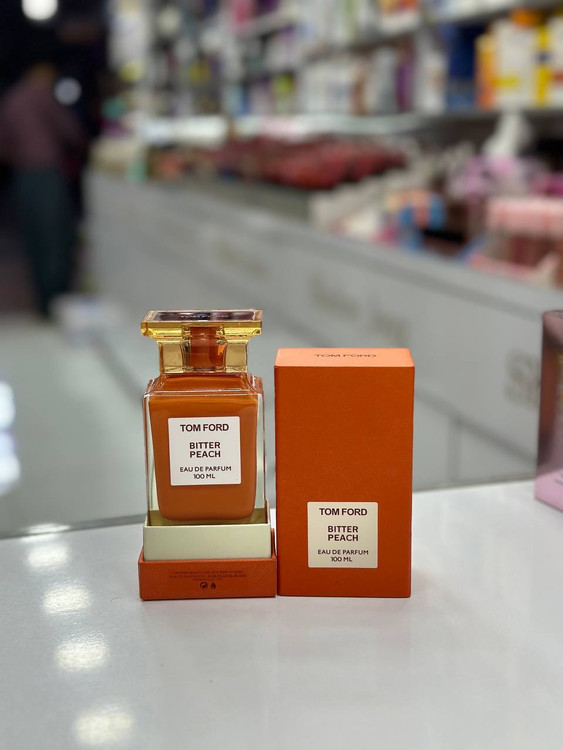 TOM FORD
BITTER
PEACH
EAU DE PARFUM
100 ML
TOM FORD
TOM FORD
BITTER
PEACH
EAU DE PARFUM
100 ML